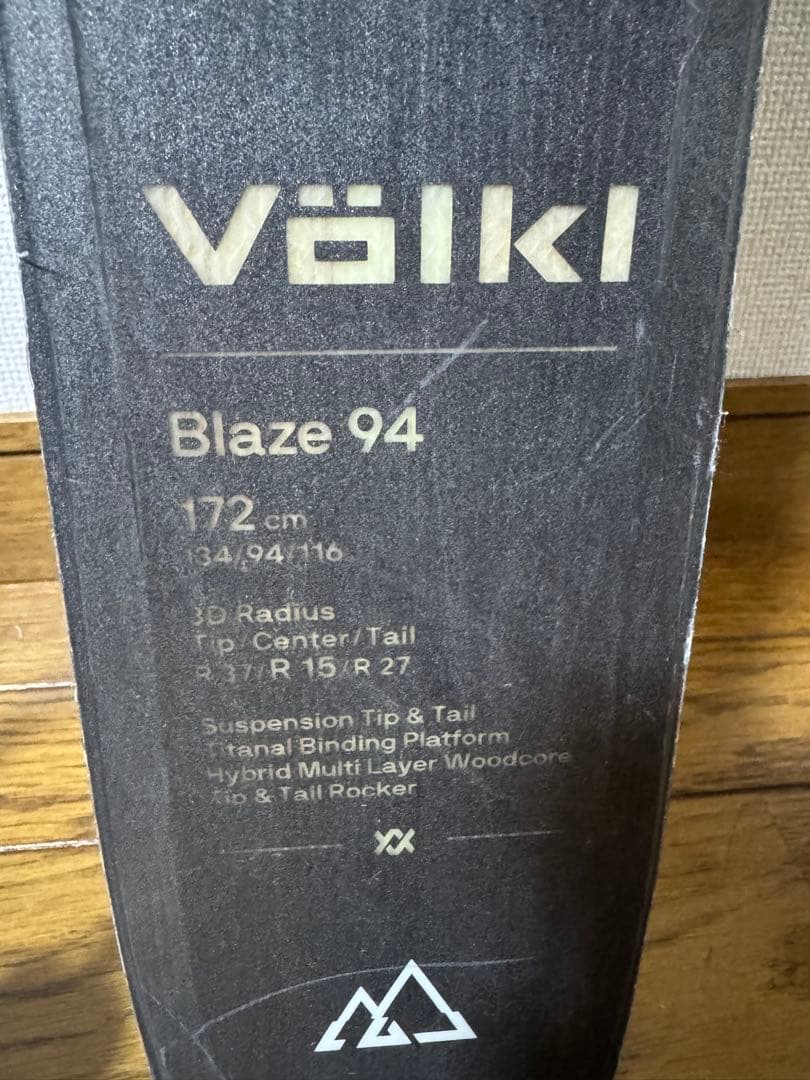 Völkl
Blaze 94
172 cm
134/94/116
3D Radius
Tip/Center/Tail
R 37/R 15/R 27
Suspension Tip & Tail
Titanal Binding Platform
Hybrid Multi Layer Woodcore
Tip & Tail Rocker